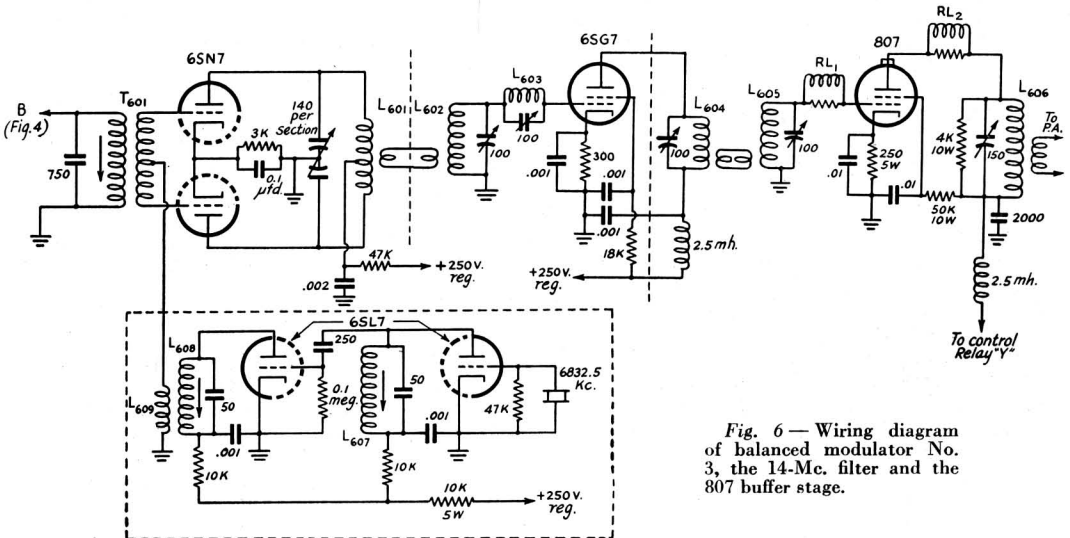 B
(Fig.4)
T601
750
6SN7
3K
0.1
µfd.
140
per
section
L601
L602
100
L603
100
6SG7
.001
300
.001
.001
18K
100
L604
2.5 mh.
+250V.
reg.
47K
+250V.
reg.
.002
L605
100
RL1
807
RL2
.01
250
5W
.01
50K
10W
4K
10W
150
L606
To
P.A.
2000
2.5 mh.
To control
Relay "Y"
6SL7
L608
L609
50
.001
10K
250
0.1
meg.
L607
50
.001
47K
6832.5
Kc.
10K
10K
5W
+250V.
reg.
Fig. 6 — Wiring diagram
of balanced modulator No.
3, the 14-Mc. filter and the
807 buffer stage.